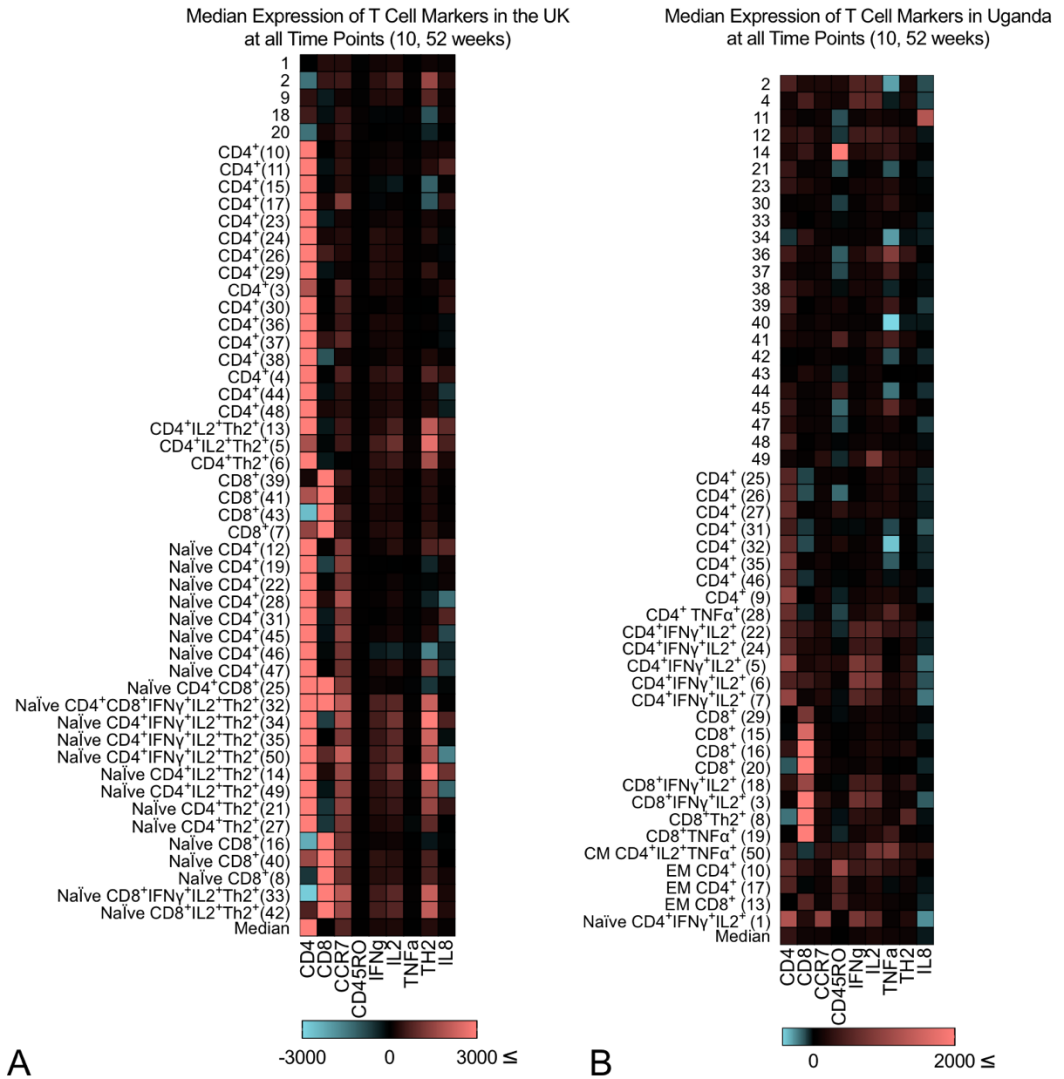 Median Expression of T Cell Markers in the UK
at all Time Points (10, 52 weeks)
1
2
9
18
20
CD4⁺(10)
CD4⁺(11)
CD4⁺(15)
CD4⁺(17)
CD4⁺(23)
CD4⁺(24)
CD4⁺(26)
CD4⁺(29)
CD4⁺(3)
CD4⁺(30)
CD4⁺(36)
CD4⁺(37)
CD4⁺(38)
CD4⁺(4)
CD4⁺(44)
CD4⁺(48)
CD4⁺IL2⁺Th2⁺(13)
CD4⁺IL2⁺Th2⁺(5)
CD4⁺Th2⁺(6)
CD8⁺(39)
CD8⁺(41)
CD8⁺(43)
CD8⁺(7)
NaÏve CD4⁺(12)
NaÏve CD4⁺(19)
NaÏve CD4⁺(22)
NaÏve CD4⁺(28)
NaÏve CD4⁺(31)
NaÏve CD4⁺(45)
NaÏve CD4⁺(46)
NaÏve CD4⁺(47)
NaÏve CD4⁺CD8⁺(25)
NaÏve CD4⁺CD8⁺IFNγ⁺IL2⁺Th2⁺(32)
NaÏve CD4⁺IFNγ⁺IL2⁺Th2⁺(34)
NaÏve CD4⁺IFNγ⁺IL2⁺Th2⁺(35)
NaÏve CD4⁺IFNγ⁺IL2⁺Th2⁺(50)
NaÏve CD4⁺IL2⁺Th2⁺(14)
NaÏve CD4⁺IL2⁺Th2⁺(49)
NaÏve CD4⁺Th2⁺(21)
NaÏve CD4⁺Th2⁺(27)
NaÏve CD8⁺(16)
NaÏve CD8⁺(40)
NaÏve CD8⁺(8)
NaÏve CD8⁺IFNγ⁺IL2⁺Th2⁺(33)
NaÏve CD8⁺IL2⁺Th2⁺(42)
Median
CD4
CD8
CCR7
CD45RO
IFNg
IL2
TNFa
TH2
IL8
-3000 0 3000 ≤
A
Median Expression of T Cell Markers in Uganda
at all Time Points (10, 52 weeks)
2
4
11
12
14
21
23
30
33
34
36
37
38
39
40
41
42
43
44
45
47
48
49
CD4⁺ (25)
CD4⁺ (26)
CD4⁺ (27)
CD4⁺ (31)
CD4⁺ (32)
CD4⁺ (35)
CD4⁺ (46)
CD4⁺ (9)
CD4⁺ TNFα⁺(28)
CD4⁺IFNγ⁺IL2⁺ (22)
CD4⁺IFNγ⁺IL2⁺ (24)
CD4⁺IFNγ⁺IL2⁺ (5)
CD4⁺IFNγ⁺IL2⁺ (6)
CD4⁺IFNγ⁺IL2⁺ (7)
CD8⁺ (29)
CD8⁺ (15)
CD8⁺ (16)
CD8⁺ (20)
CD8⁺IFNγ⁺IL2⁺ (18)
CD8⁺IFNγ⁺IL2⁺ (3)
CD8⁺Th2⁺ (8)
CD8⁺TNFα⁺ (19)
CM CD4⁺IL2⁺TNFα⁺ (50)
EM CD4⁺ (10)
EM CD4⁺ (17)
EM CD8⁺ (13)
Naïve CD4⁺IFNγ⁺IL2⁺ (1)
Median
CD4
CD8
CCR7
CD45RO
IFNg
IL2
TNFa
TH2
IL8
0 2000 ≤
B